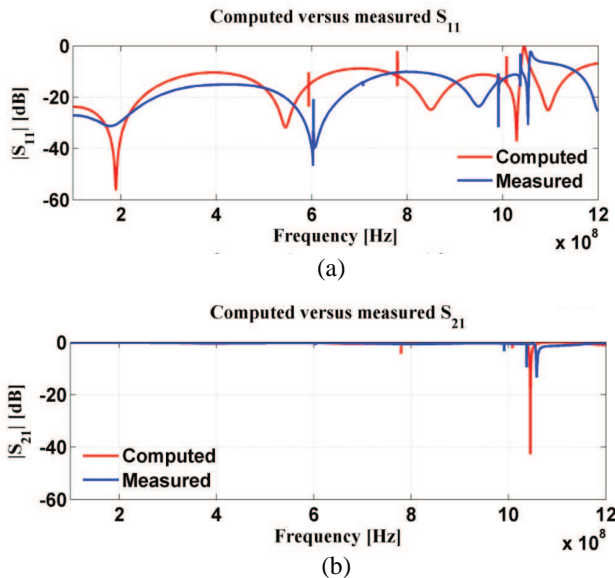 Computed versus measured S11
0
-20
-40
-60
|S11| [dB]
Computed
Measured
2 4 6 8 10 12
Frequency [Hz]
x 10^8
(a)
Computed versus measured S21
0
-20
-40
-60
|S21| [dB]
Computed
Measured
2 4 6 8 10 12
Frequency [Hz]
x 10^8
(b)